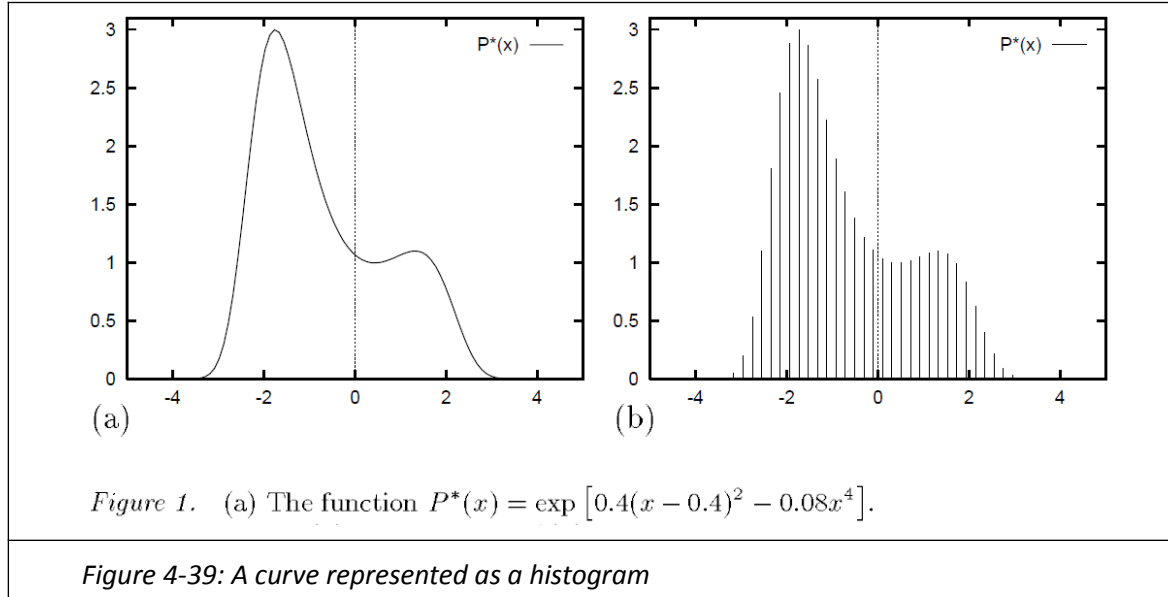 3
2.5
2
1.5
1
0.5
0
-4 -2 0 2 4
P*(x)
(a)
3
2.5
2
1.5
1
0.5
0
-4 -2 0 2 4
P*(x)
(b)
Figure 1. (a) The function P*(x) = exp [0.4(x − 0.4)² − 0.08x⁴].
Figure 4-39: A curve represented as a histogram